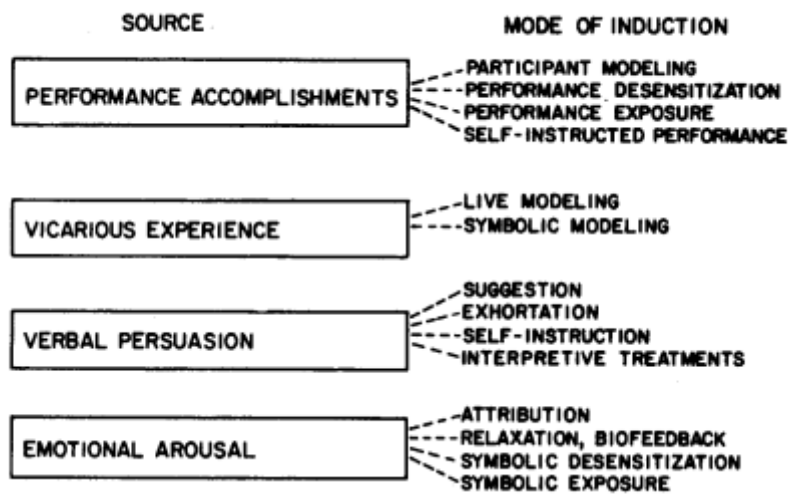 SOURCE
MODE OF INDUCTION
PERFORMANCE ACCOMPLISHMENTS
PARTICIPANT MODELING
PERFORMANCE DESENSITIZATION
PERFORMANCE EXPOSURE
SELF-INSTRUCTED PERFORMANCE
VICARIOUS EXPERIENCE
LIVE MODELING
SYMBOLIC MODELING
VERBAL PERSUASION
SUGGESTION
EXHORTATION
SELF-INSTRUCTION
INTERPRETIVE TREATMENTS
EMOTIONAL AROUSAL
ATTRIBUTION
RELAXATION, BIOFEEDBACK
SYMBOLIC DESENSITIZATION
SYMBOLIC EXPOSURE